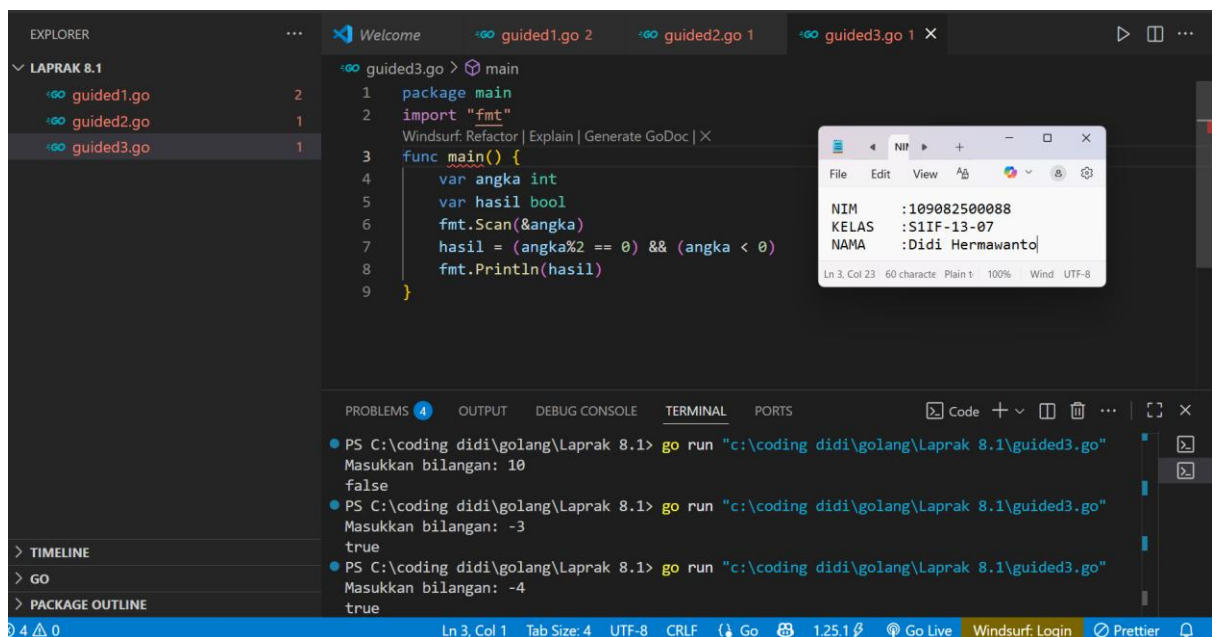 EXPLORER
LAPRAK 8.1
guided1.go 2
guided2.go 1
guided3.go 1
TIMELINE
GO
PACKAGE OUTLINE
Welcome guided1.go 2 guided2.go 1 guided3.go 1
guided3.go > main
1 package main
2 import "fmt"
Windsurf: Refactor | Explain | Generate GoDoc | X
3 func main() {
4 var angka int
5 var hasil bool
6 fmt.Scan(&angka)
7 hasil = (angka%2 == 0) && (angka < 0)
8 fmt.Println(hasil)
9 }
File Edit View
NIM :109082500088
KELAS :S1IF-13-07
NAMA :Didi Hermawanto
Ln 3, Col 23 60 characte Plain t 100% Wind UTF-8
PROBLEMS 4 OUTPUT DEBUG CONSOLE TERMINAL PORTS Code
PS C:\coding didi\golang\Laprak 8.1> go run "c:\coding didi\golang\Laprak 8.1\guided3.go"
Masukkan bilangan: 10
false
PS C:\coding didi\golang\Laprak 8.1> go run "c:\coding didi\golang\Laprak 8.1\guided3.go"
Masukkan bilangan: -3
true
PS C:\coding didi\golang\Laprak 8.1> go run "c:\coding didi\golang\Laprak 8.1\guided3.go"
Masukkan bilangan: -4
true
4 0 Ln 3, Col 1 Tab Size: 4 UTF-8 CRLF Go 1.25.1 Go Live Windsurf: Login Prettier